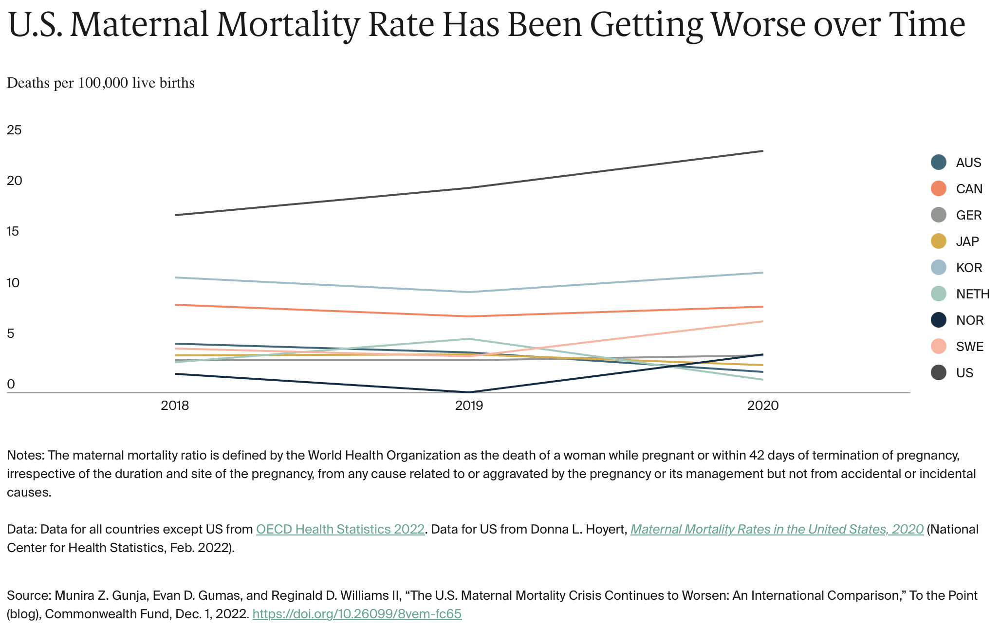 U.S. Maternal Mortality Rate Has Been Getting Worse over Time
Deaths per 100,000 live births
25
20
15
10
5
0
2018
2019
2020
AUS
CAN
GER
JAP
KOR
NETH
NOR
SWE
US
Notes: The maternal mortality ratio is defined by the World Health Organization as the death of a woman while pregnant or within 42 days of termination of pregnancy,
irrespective of the duration and site of the pregnancy, from any cause related to or aggravated by the pregnancy or its management but not from accidental or incidental
causes.
Data: Data for all countries except US from OECD Health Statistics 2022. Data for US from Donna L. Hoyert, Maternal Mortality Rates in the United States, 2020 (National
Center for Health Statistics, Feb. 2022).
Source: Munira Z. Gunja, Evan D. Gumas, and Reginald D. Williams II, “The U.S. Maternal Mortality Crisis Continues to Worsen: An International Comparison,” To the Point
(blog), Commonwealth Fund, Dec. 1, 2022. https://doi.org/10.26099/8vem-fc65